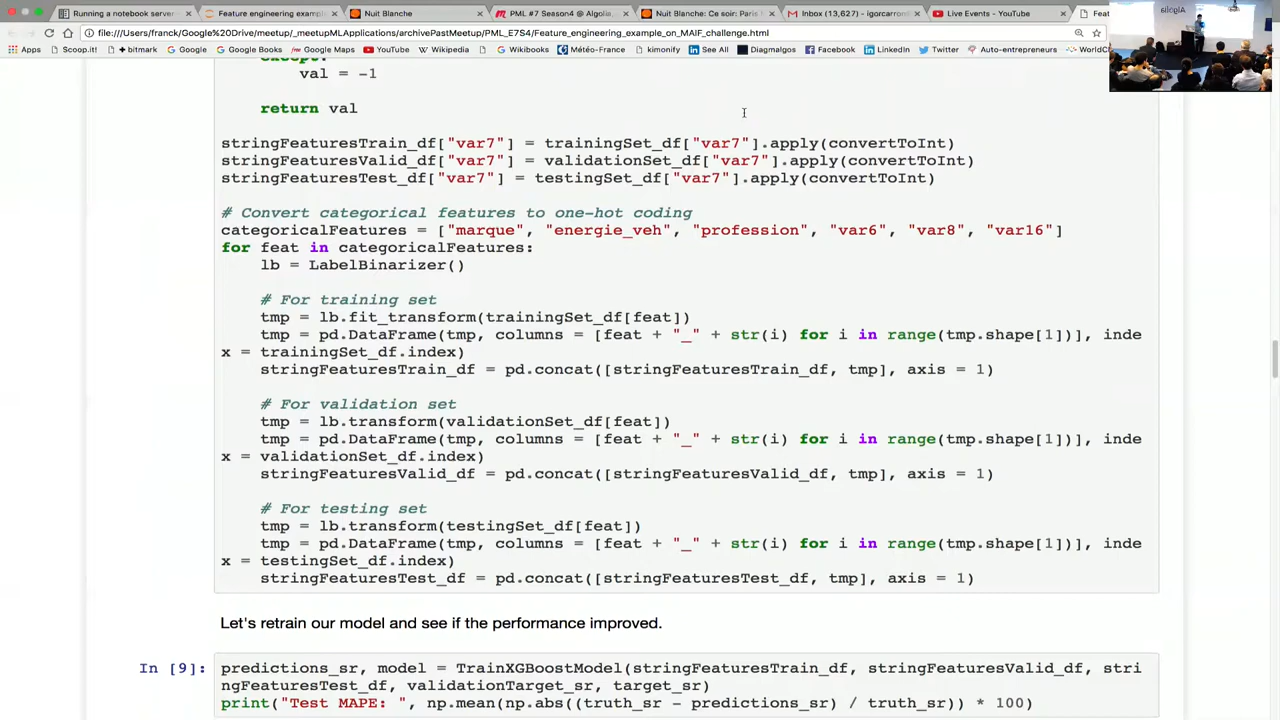 Running a notebook server
Feature engineering example
Nuit Blanche
PML #7 Season4 @ Algolia,
Nuit Blanche: Ce soir: Paris
Inbox (13,627) - igorcarron@
Live Events - YouTube
Feat
file:///Users/franck/Google%20Drive/meetup/_meetupMLApplications/archivePastMeetup/PML_E7S4/Feature_engineering_example_on_MAIF_challenge.html
Apps Scoop.it! + bitmark Google Google Books Google Maps YouTube Wikipedia Wikibooks Météo-France kimonify See All Diagmalgos Facebook LinkedIn Twitter Auto-entrepreneurs WorldCl
except:
val = -1
return val
stringFeaturesTrain_df["var7"] = trainingSet_df["var7"].apply(convertToInt)
stringFeaturesValid_df["var7"] = validationSet_df["var7"].apply(convertToInt)
stringFeaturesTest_df["var7"] = testingSet_df["var7"].apply(convertToInt)
# Convert categorical features to one-hot coding
categoricalFeatures = ["marque", "energie_veh", "profession", "var6", "var8", "var16"]
for feat in categoricalFeatures:
lb = LabelBinarizer()
# For training set
tmp = lb.fit_transform(trainingSet_df[feat])
tmp = pd.DataFrame(tmp, columns = [feat + "_" + str(i) for i in range(tmp.shape[1])], inde
x = trainingSet_df.index)
stringFeaturesTrain_df = pd.concat([stringFeaturesTrain_df, tmp], axis = 1)
# For validation set
tmp = lb.transform(validationSet_df[feat])
tmp = pd.DataFrame(tmp, columns = [feat + "_" + str(i) for i in range(tmp.shape[1])], inde
x = validationSet_df.index)
stringFeaturesValid_df = pd.concat([stringFeaturesValid_df, tmp], axis = 1)
# For testing set
tmp = lb.transform(testingSet_df[feat])
tmp = pd.DataFrame(tmp, columns = [feat + "_" + str(i) for i in range(tmp.shape[1])], inde
x = testingSet_df.index)
stringFeaturesTest_df = pd.concat([stringFeaturesTest_df, tmp], axis = 1)
Let's retrain our model and see if the performance improved.
In [9]: predictions_sr, model = TrainXGBoostModel(stringFeaturesTrain_df, stringFeaturesValid_df, stri
ngFeaturesTest_df, validationTarget_sr, target_sr)
print("Test MAPE: ", np.mean(np.abs((truth_sr - predictions_sr) / truth_sr)) * 100)